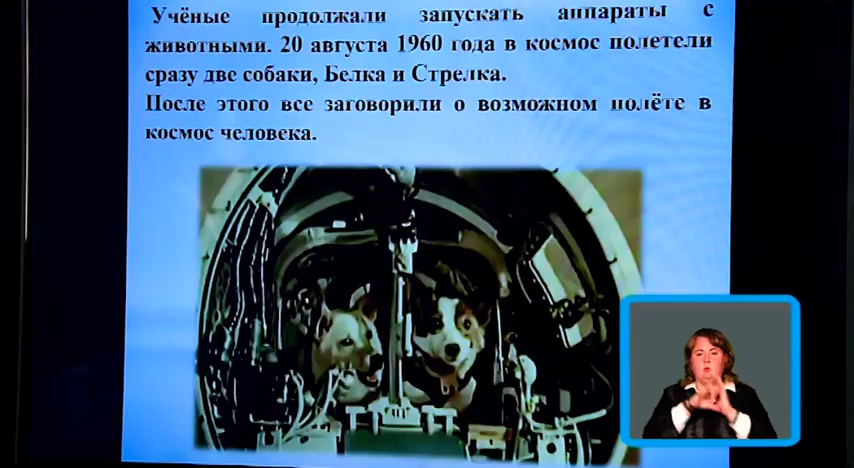 Учёные продолжали запускать аппараты с
животными. 20 августа 1960 года в космос полетели
сразу две собаки, Белка и Стрелка.
После этого все заговорили о возможном полёте в
космос человека.